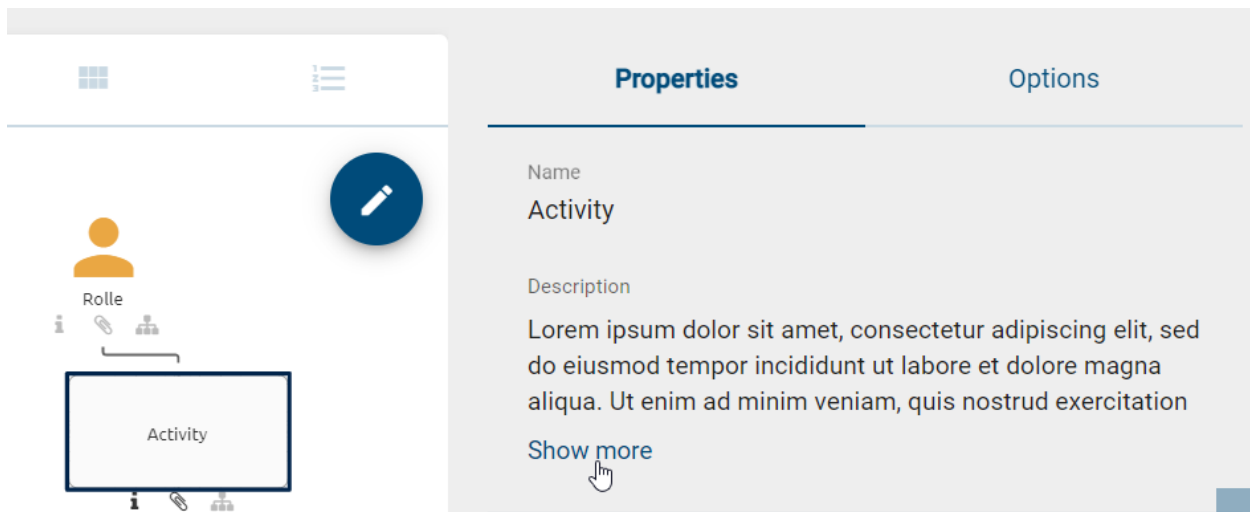 Properties
Options
Name
Activity
Description
Lorem ipsum dolor sit amet, consectetur adipiscing elit, sed
do eiusmod tempor incididunt ut labore et dolore magna
aliqua. Ut enim ad minim veniam, quis nostrud exercitation
Show more
Rolle
Activity